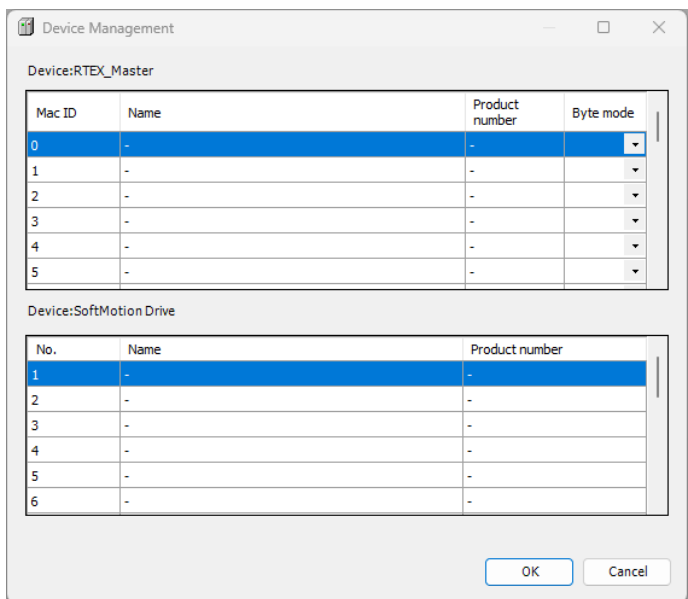 Device Management
Device:RTEX_Master
Mac ID Name Product number Byte mode
0 - -
1 - -
2 - -
3 - -
4 - -
5 - -
Device:SoftMotion Drive
No. Name Product number
1 - -
2 - -
3 - -
4 - -
5 - -
6 - -
OK Cancel